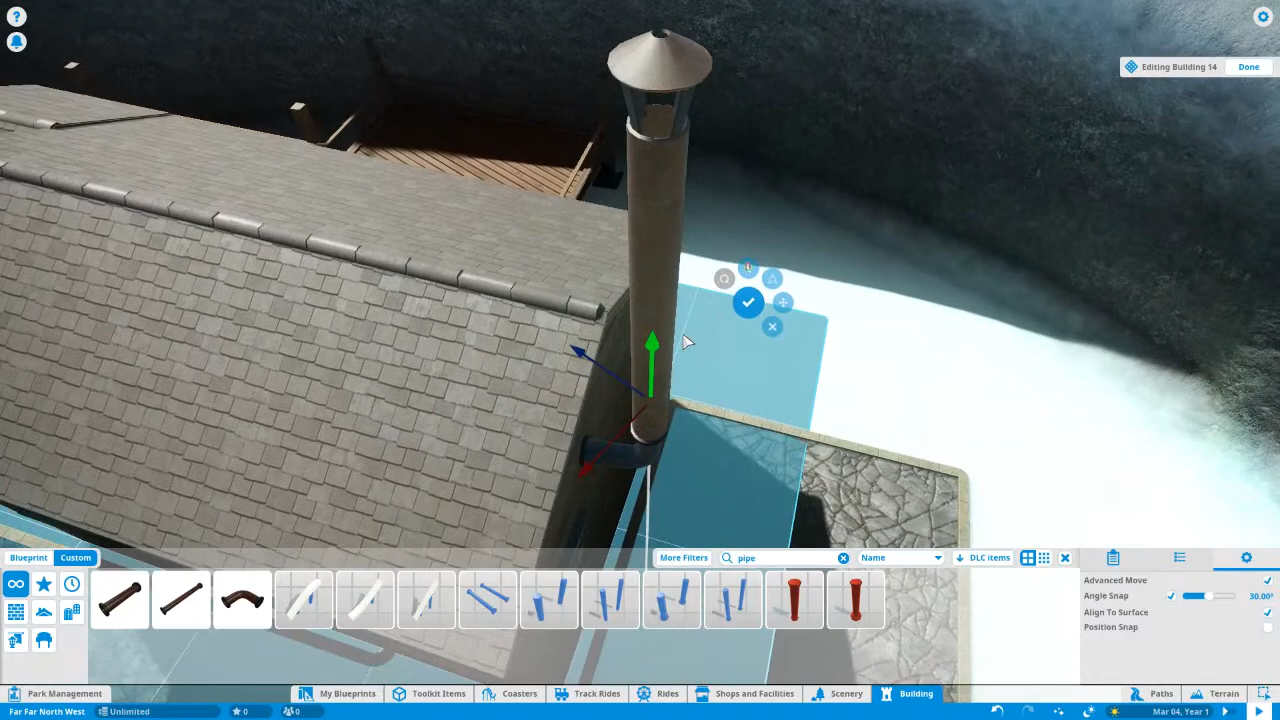 ?
Editing Building 14 Done
Blueprint Custom More Filters pipe Name DLC items
Advanced Move
Angle Snap 30.00°
Align To Surface
Position Snap
Park Management My Blueprints Toolkit Items Coasters Track Rides Rides Shops and Facilities Scenery Building Paths Terrain
Far Far North West Unlimited 0 0 Mar 04, Year 1